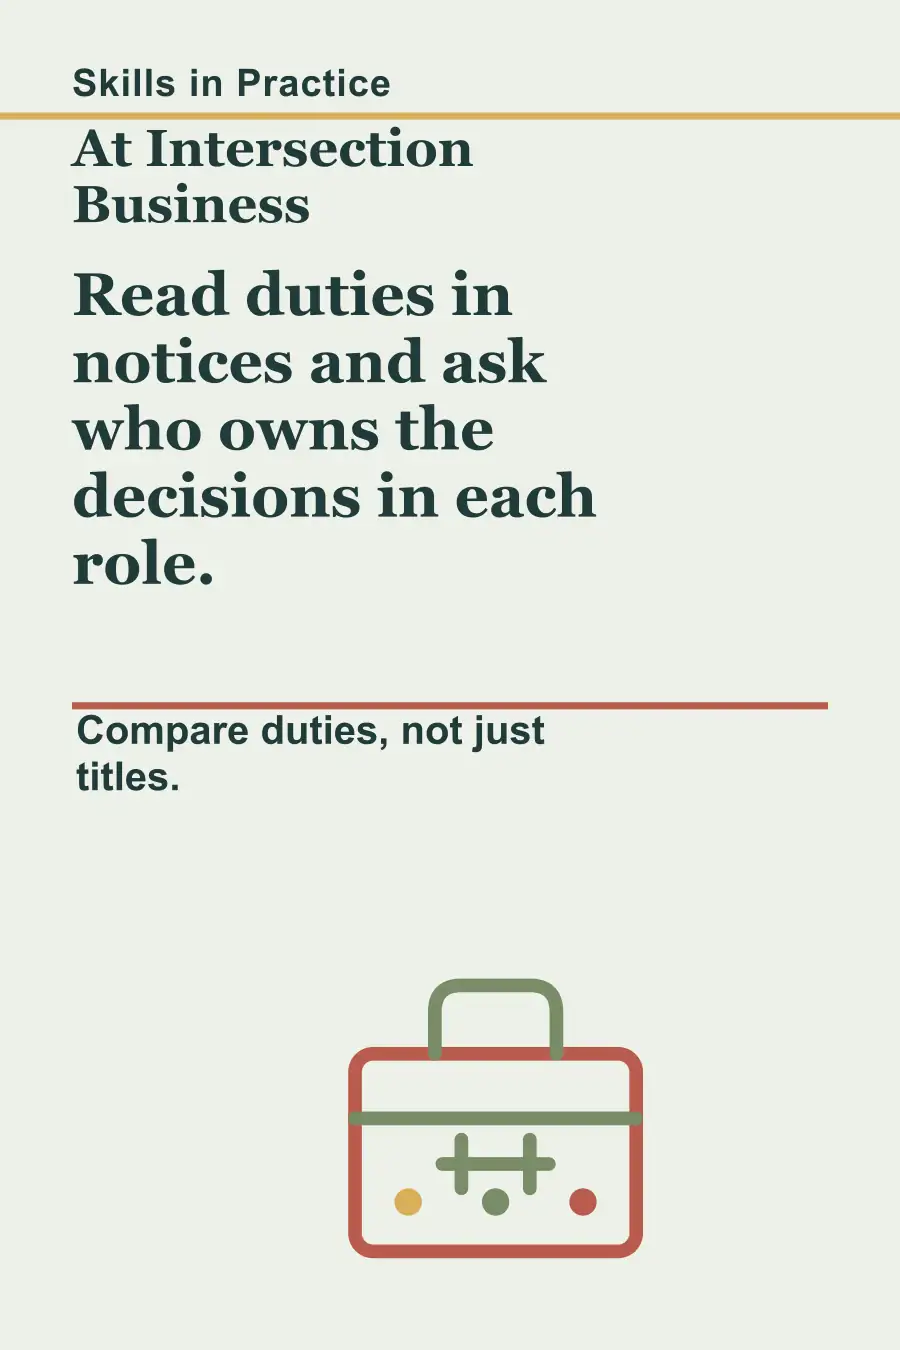 Skills in Practice
At Intersection
Business
Read duties in
notices and ask
who owns the
decisions in each
role.
Compare duties, not just
titles.